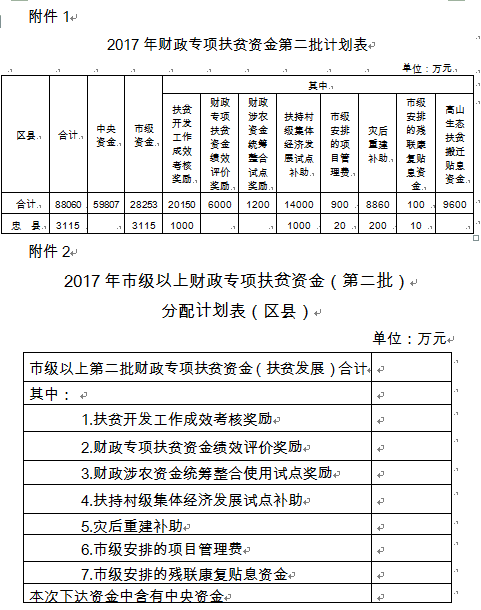 附件 1
2017 年财政专项扶贫资金第二批计划表
单位：万元
区县
合计
中央资金
市级资金
其中
扶贫开发工作成效考核奖励
财政专项扶贫资金绩效评价奖励
财政涉农资金统筹整合试点奖励
扶持村级集体经济发展试点补助
市级安排的项目管理费
灾后重建补助
市级安排的残联康复贴息资金
高山生态扶贫搬迁贴息资金
合计 88060 59807 28253 20150 6000 1200 14000 900 8860 100 9600
忠 县 3115 3115 1000 1000 20 200 10
附件 2
2017 年市级以上财政专项扶贫资金（第二批）
分配计划表（区县）
单位：万元
市级以上第二批财政专项扶贫资金（扶贫发展）合计
其中：
1.扶贫开发工作成效考核奖励
2.财政专项扶贫资金绩效评价奖励
3.财政涉农资金统筹整合使用试点奖励
4.扶持村级集体经济发展试点补助
5.灾后重建补助
6.市级安排的项目管理费
7.市级安排的残联康复贴息资金
本次下达资金中含有中央资金